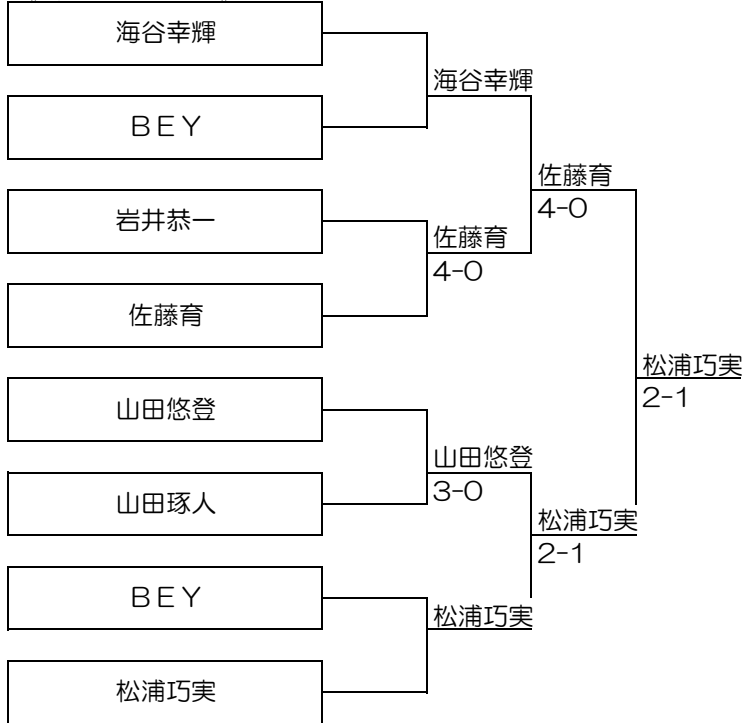 海谷幸輝
ＢＥＹ
岩井恭一
佐藤育
山田悠登
山田琢人
ＢＥＹ
松浦巧実
海谷幸輝
佐藤育
4-0
山田悠登
3-0
松浦巧実
佐藤育
4-0
松浦巧実
2-1
松浦巧実
2-1